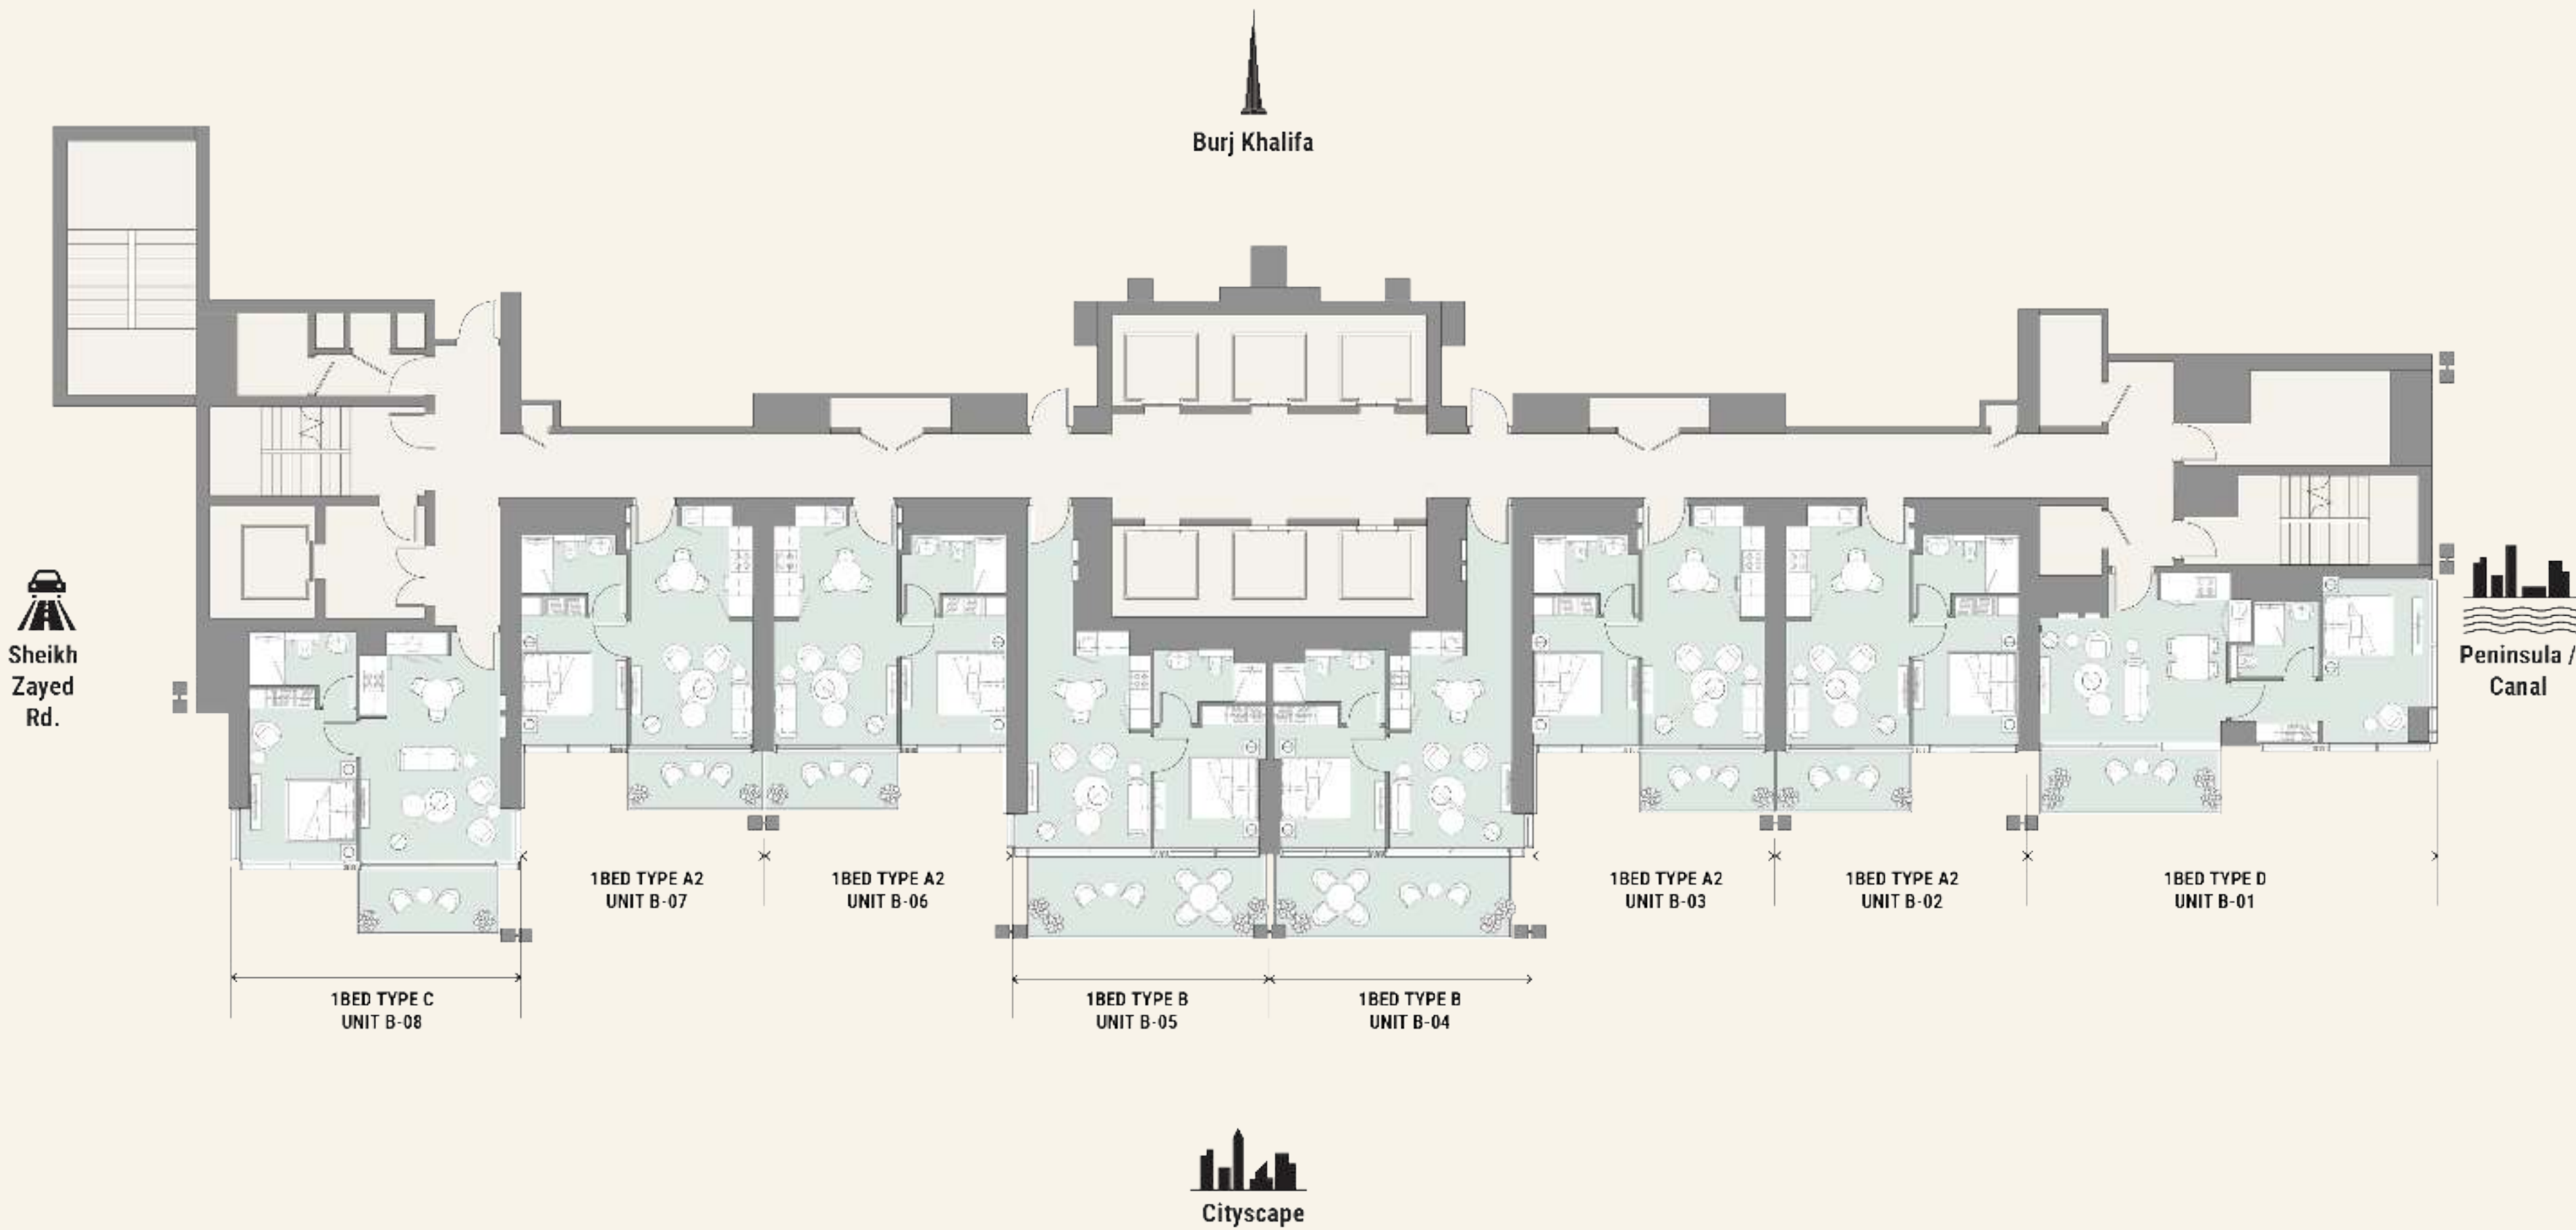 Burj Khalifa
Sheikh
Zayed
Rd.
Peninsula /
Canal
1BED TYPE A2
UNIT B-07
1BED TYPE A2
UNIT B-06
1BED TYPE A2
UNIT B-03
1BED TYPE A2
UNIT B-02
1BED TYPE D
UNIT B-01
1BED TYPE C
UNIT B-08
1BED TYPE B
UNIT B-05
1BED TYPE B
UNIT B-04
Cityscape